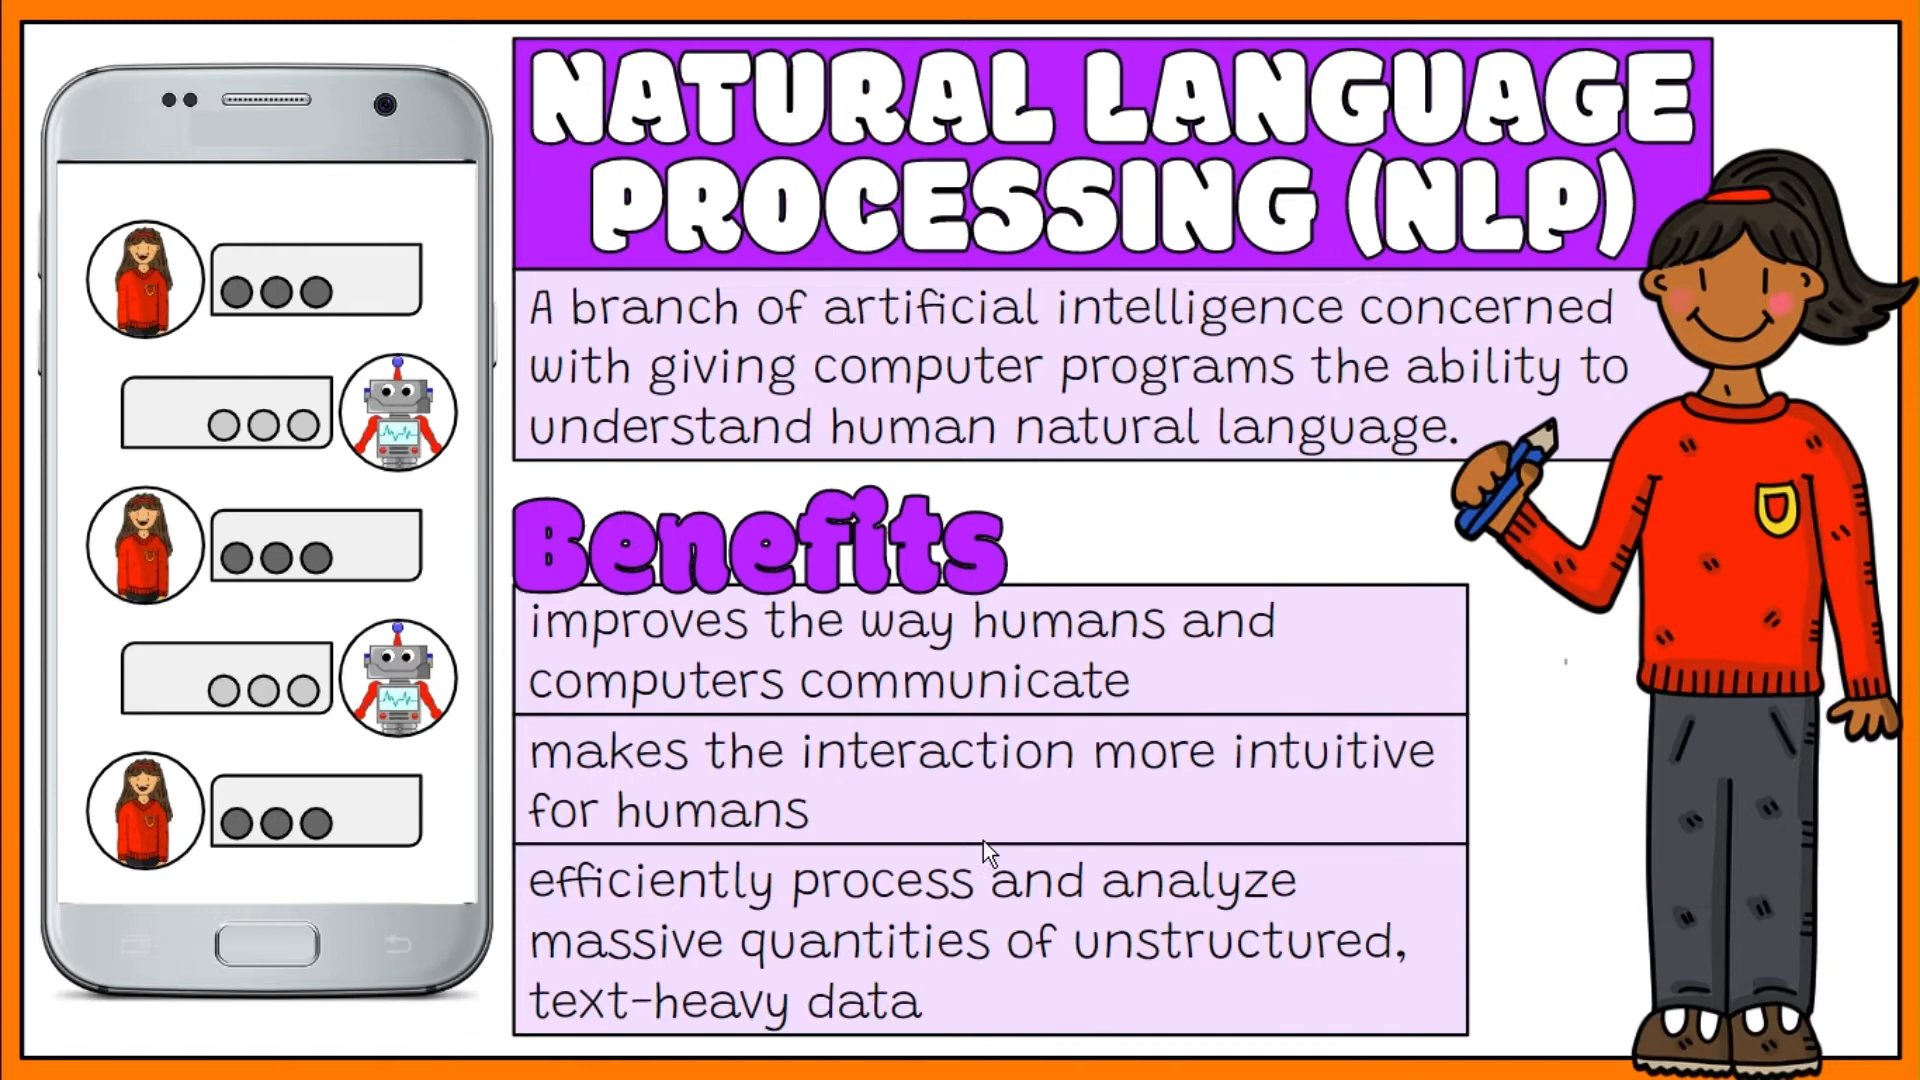 NATURAL LANGUAGE
PROCESSING (NLP)
A branch of artificial intelligence concerned
with giving computer programs the ability to
understand human natural language.
Benefits
improves the way humans and
computers communicate
makes the interaction more intuitive
for humans
efficiently process and analyze
massive quantities of unstructured,
text-heavy data